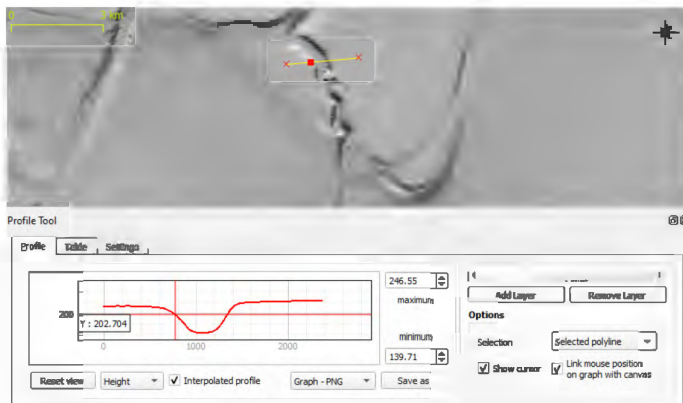 0 5 km
Profile Tool
Profile Table Settings
246.55
maximum
200
Y : 202.704
0 1000 2000
minimum
139.71
Add Layer Remove Layer
Options
Selection Selected polyline
Show cursor Link mouse position
on graph with canvas
Reset view Height Interpolated profile Graph - PNG Save as